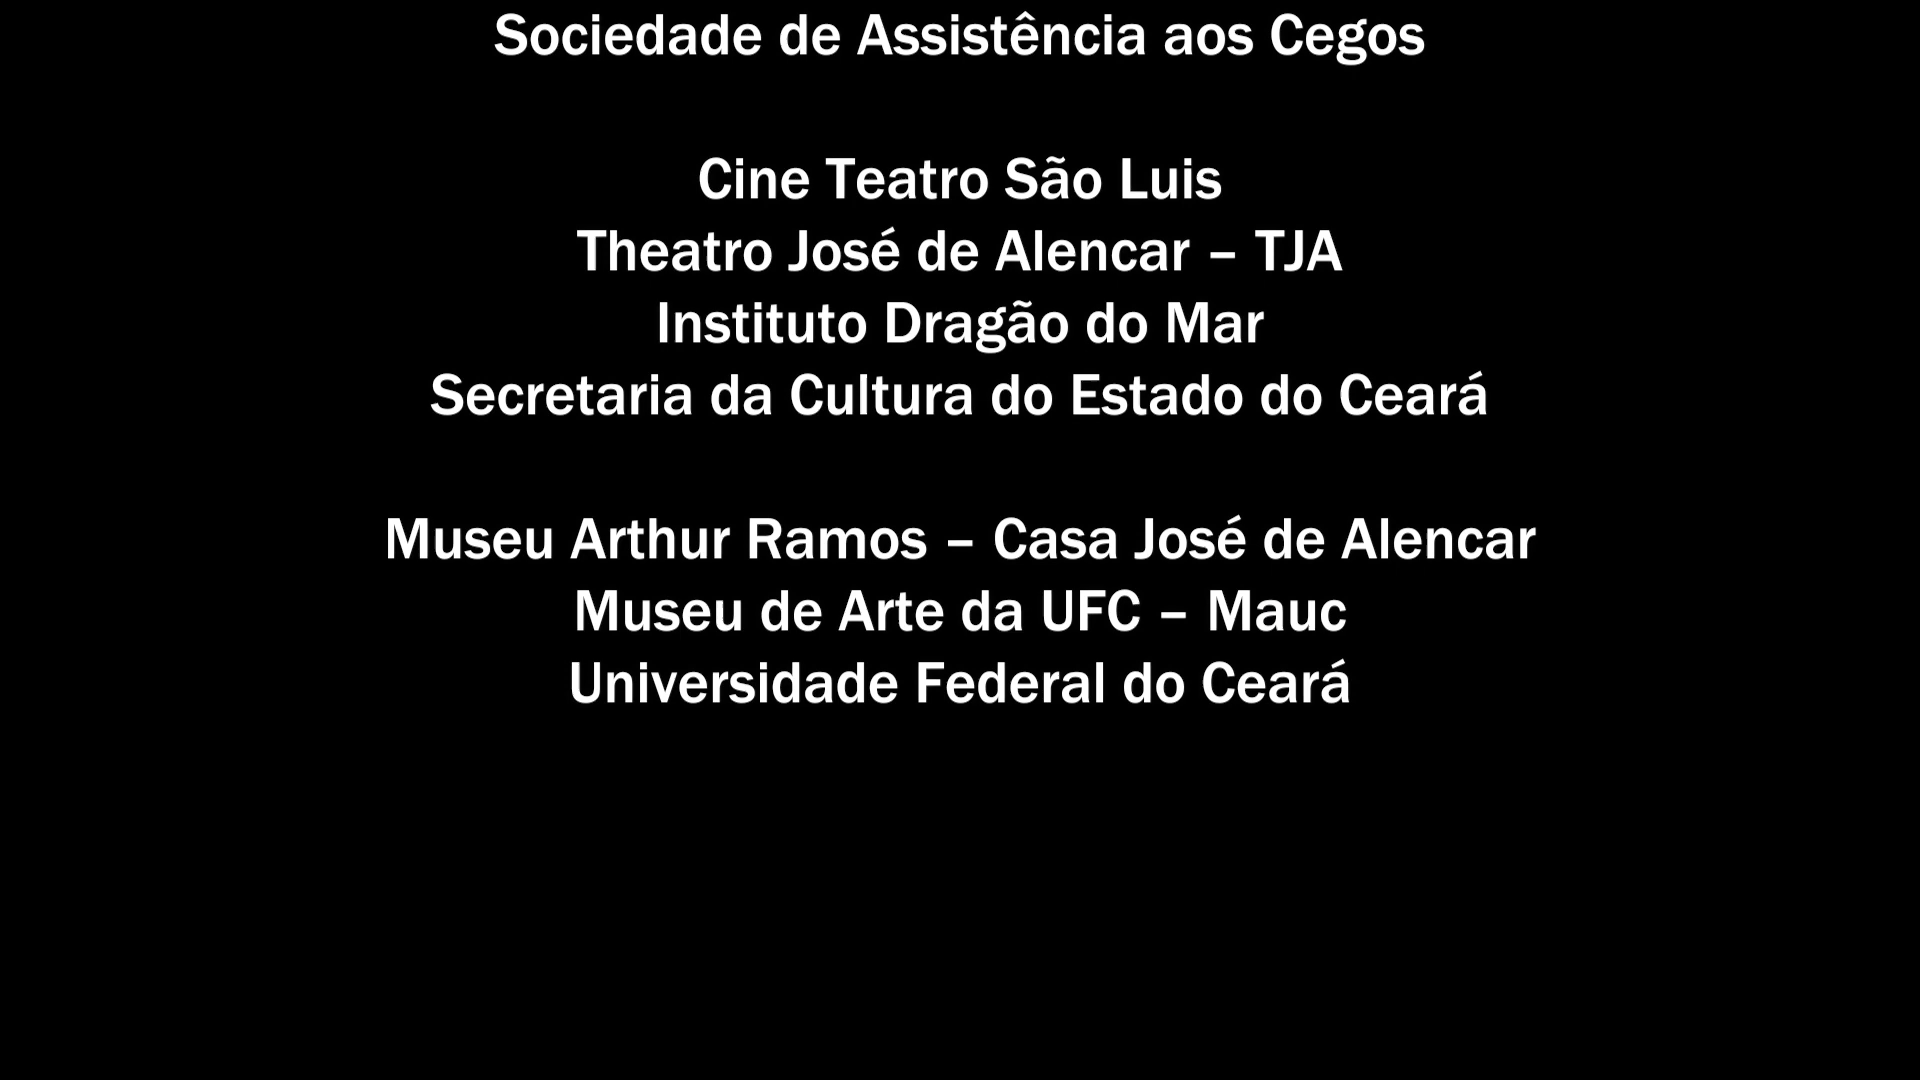 Sociedade de Assistência aos Cegos
Cine Teatro São Luis
Theatro José de Alencar – TJA
Instituto Dragão do Mar
Secretaria da Cultura do Estado do Ceará
Museu Arthur Ramos – Casa José de Alencar
Museu de Arte da UFC – Mauc
Universidade Federal do Ceará